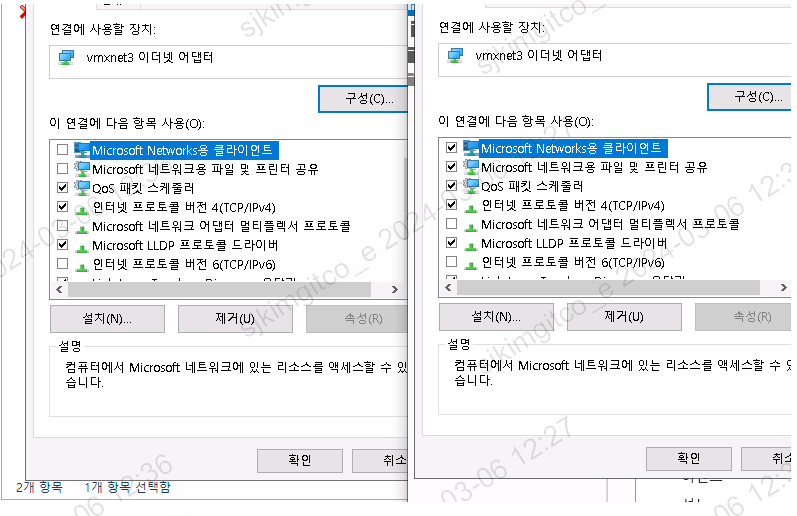 연결에 사용할 장치:
vmxnet3 이더넷 어댑터
구성(C)...
이 연결에 다음 항목 사용(O):
Microsoft Networks용 클라이언트
Microsoft 네트워크용 파일 및 프린터 공유
QoS 패킷 스케줄러
인터넷 프로토콜 버전 4(TCP/IPv4)
Microsoft 네트워크 어댑터 멀티플렉서 프로토콜
Microsoft LLDP 프로토콜 드라이버
인터넷 프로토콜 버전 6(TCP/IPv6)
설치(N)...
제거(U)
속성(R)
설명
컴퓨터에서 Microsoft 네트워크에 있는 리소스를 액세스할 수 있
습니다.
확인
취소
2개 항목
1개 항목 선택함
연결에 사용할 장치:
vmxnet3 이더넷 어댑터
구성(C)...
이 연결에 다음 항목 사용(O):
Microsoft Networks용 클라이언트
Microsoft 네트워크용 파일 및 프린터 공유
QoS 패킷 스케줄러
인터넷 프로토콜 버전 4(TCP/IPv4)
Microsoft 네트워크 어댑터 멀티플렉서 프로토콜
Microsoft LLDP 프로토콜 드라이버
인터넷 프로토콜 버전 6(TCP/IPv6)
설치(N)...
제거(U)
속성(R)
설명
컴퓨터에서 Microsoft 네트워크에 있는 리소스를 액세스할 수 있
습니다.
확인
sjkimgitco_e 2024-03-06 12:3
03-06 12:27
06 12:36